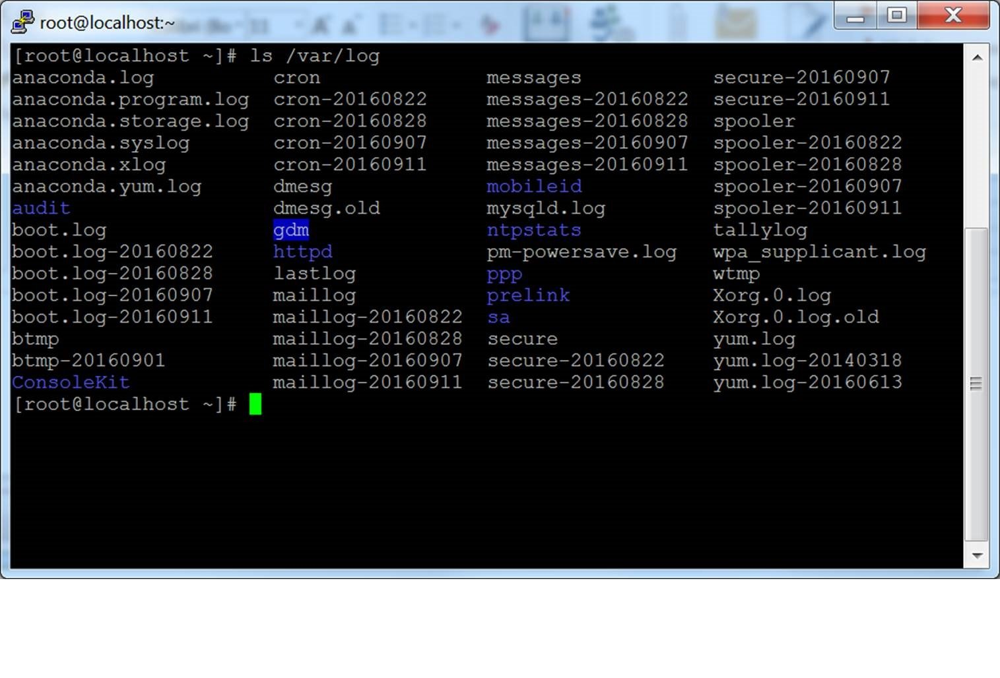 root@localhost:~
[root@localhost ~]# ls /var/log
anaconda.log cron messages secure-20160907
anaconda.program.log cron-20160822 messages-20160822 secure-20160911
anaconda.storage.log cron-20160828 messages-20160828 spooler
anaconda.syslog cron-20160907 messages-20160907 spooler-20160822
anaconda.xlog cron-20160911 messages-20160911 spooler-20160828
anaconda.yum.log dmesg mobileid spooler-20160907
audit dmesg.old mysqld.log spooler-20160911
boot.log gdm ntpstats tallylog
boot.log-20160822 httpd pm-powersave.log wpa_supplicant.log
boot.log-20160828 lastlog ppp wtmp
boot.log-20160907 maillog prelink Xorg.0.log
boot.log-20160911 maillog-20160822 sa Xorg.0.log.old
btmp maillog-20160828 secure yum.log
btmp-20160901 maillog-20160907 secure-20160822 yum.log-20140318
ConsoleKit maillog-20160911 secure-20160828 yum.log-20160613
[root@localhost ~]#